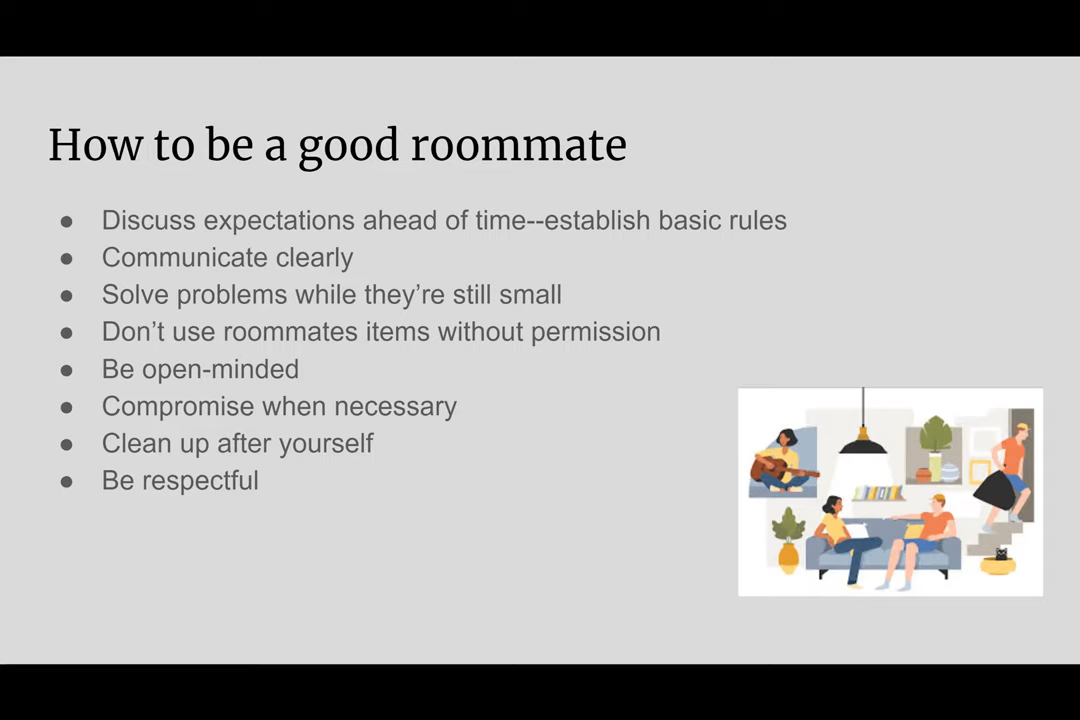 How to be a good roommate
● Discuss expectations ahead of time--establish basic rules
● Communicate clearly
● Solve problems while they’re still small
● Don’t use roommates items without permission
● Be open-minded
● Compromise when necessary
● Clean up after yourself
● Be respectful